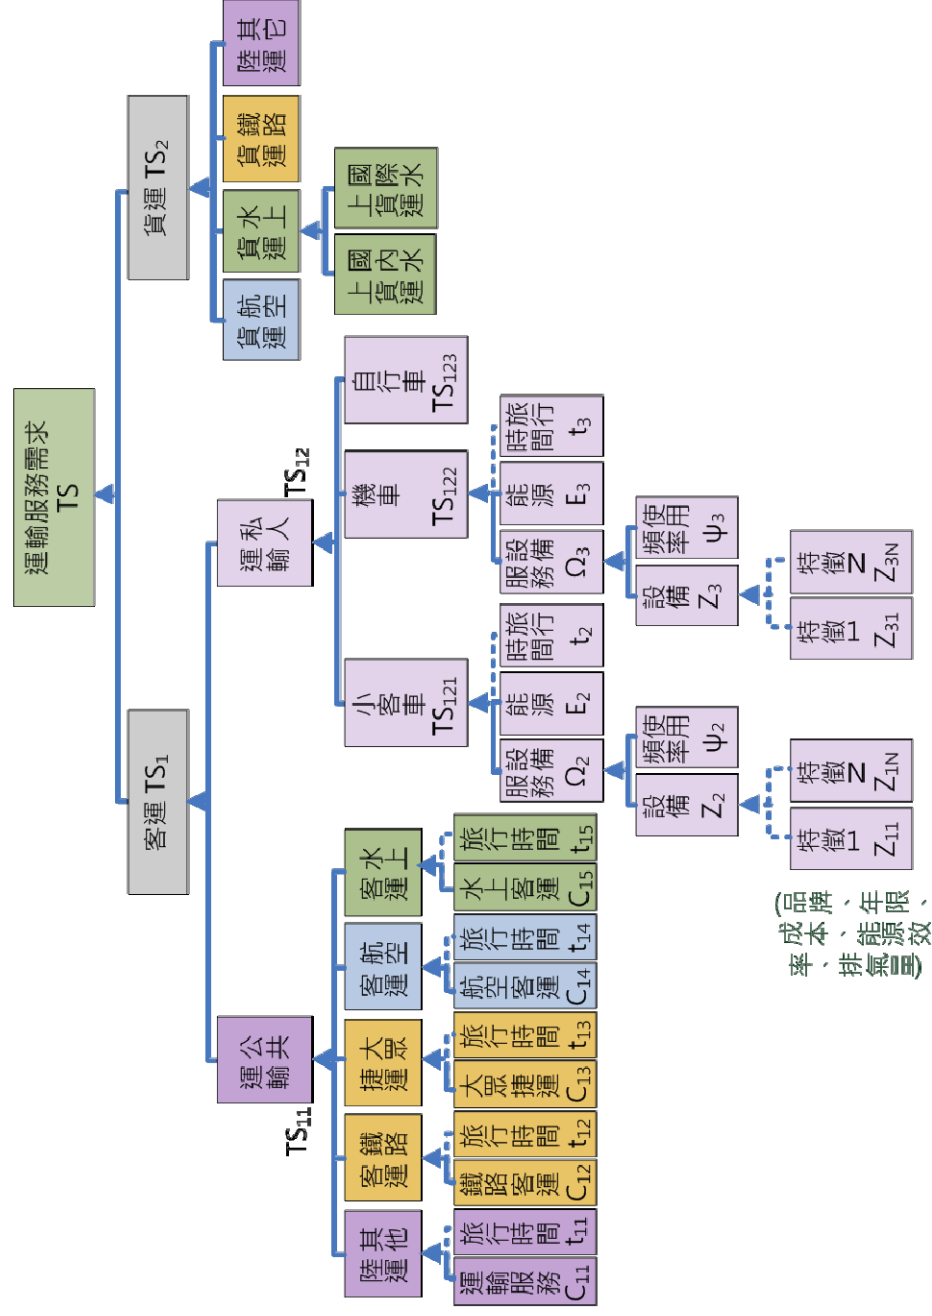 運輸服務需求
TS
客運 TS₁
貨運 TS₂
公共
運輸
TS₁₁
私人
運輸
TS₁₂
航空
貨運
水上
貨運
鐵路
貨運
其它
陸運
國內水
上貨運
國際水
上貨運
其他
陸運
鐵路
客運
大眾
捷運
航空
客運
水上
客運
小客車
TS₁₂₁
機車
TS₁₂₂
自行車
TS₁₂₃
運輸服務
C₁₁
旅行時間
t₁₁
鐵路客運
C₁₂
旅行時間
t₁₂
大眾捷運
C₁₃
旅行時間
t₁₃
航空客運
C₁₄
旅行時間
t₁₄
水上客運
C₁₅
旅行時間
t₁₅
設備
服務
Ω₂
能源
E₂
旅行
時間
t₂
設備
服務
Ω₃
能源
E₃
旅行
時間
t₃
設備
Z₂
使用
頻率
ψ₂
設備
Z₃
使用
頻率
ψ₃
特徵1
Z₁₁
特徵N
Z₁N
特徵1
Z₃₁
特徵N
Z₃N
(品牌、年限、
成本、能源效
率、排氣量)